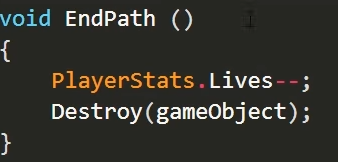 void EndPath ()
{
    PlayerStats.Lives--;
    Destroy(gameObject);
}